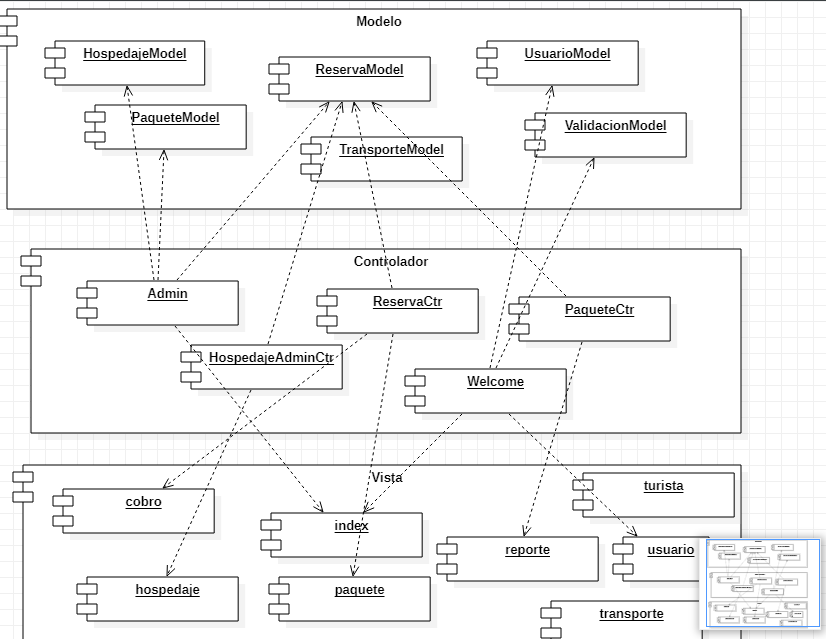 Modelo
HospedajeModel
ReservaModel
UsuarioModel
PaqueteModel
TransporteModel
ValidacionModel
Controlador
Admin
ReservaCtr
PaqueteCtr
HospedajeAdminCtr
Welcome
Vista
cobro
turista
index
reporte
usuario
hospedaje
paquete
transporte